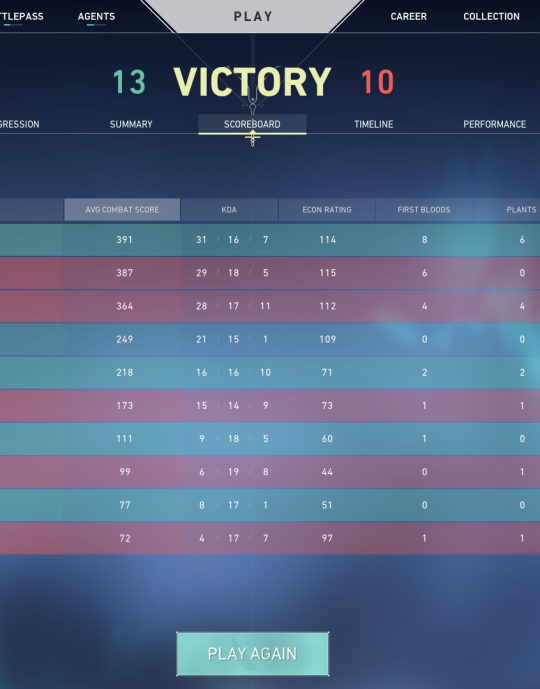 TTLEPASS AGENTS PLAY CAREER COLLECTION
13 VICTORY 10
GRESSION SUMMARY SCOREBOARD TIMELINE PERFORMANCE
AVG COMBAT SCORE KDA ECON RATING FIRST BLOODS PLANTS
391 31 / 16 / 7 114 8 6
387 29 / 18 / 5 115 6 0
364 28 / 17 / 11 112 4 4
249 21 / 15 / 1 109 0 0
218 16 / 16 / 10 71 2 2
173 15 / 14 / 9 73 1 1
111 9 / 18 / 5 60 1 0
99 6 / 19 / 8 44 0 1
77 8 / 17 / 1 51 0 0
72 4 / 17 / 7 97 1 1
PLAY AGAIN